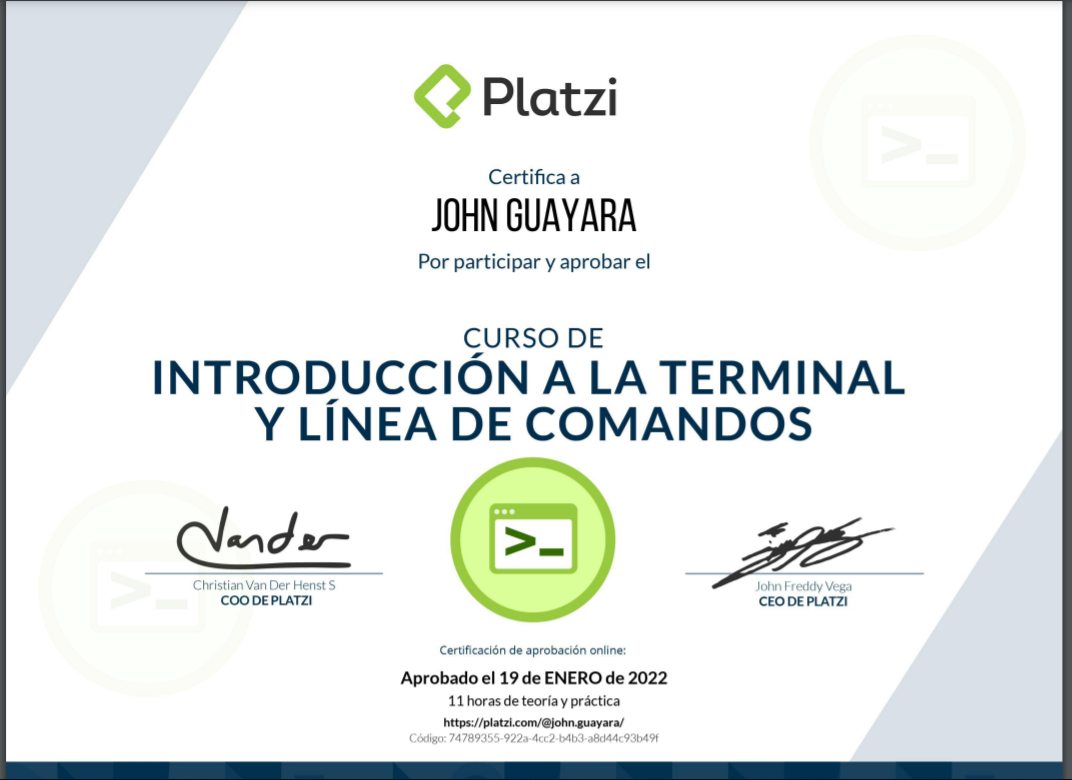 Platzi
Certifica a
JOHN GUAYARA
Por participar y aprobar el
CURSO DE
INTRODUCCIÓN A LA TERMINAL
Y LÍNEA DE COMANDOS
>_
Christian Van Der Henst S
COO DE PLATZI
John Freddy Vega
CEO DE PLATZI
Certificación de aprobación online:
Aprobado el 19 de ENERO de 2022
11 horas de teoría y práctica
https://platzi.com/@john.guayara/
Código: 74789355-922a-4cc2-b4b3-a8d44c93b49f